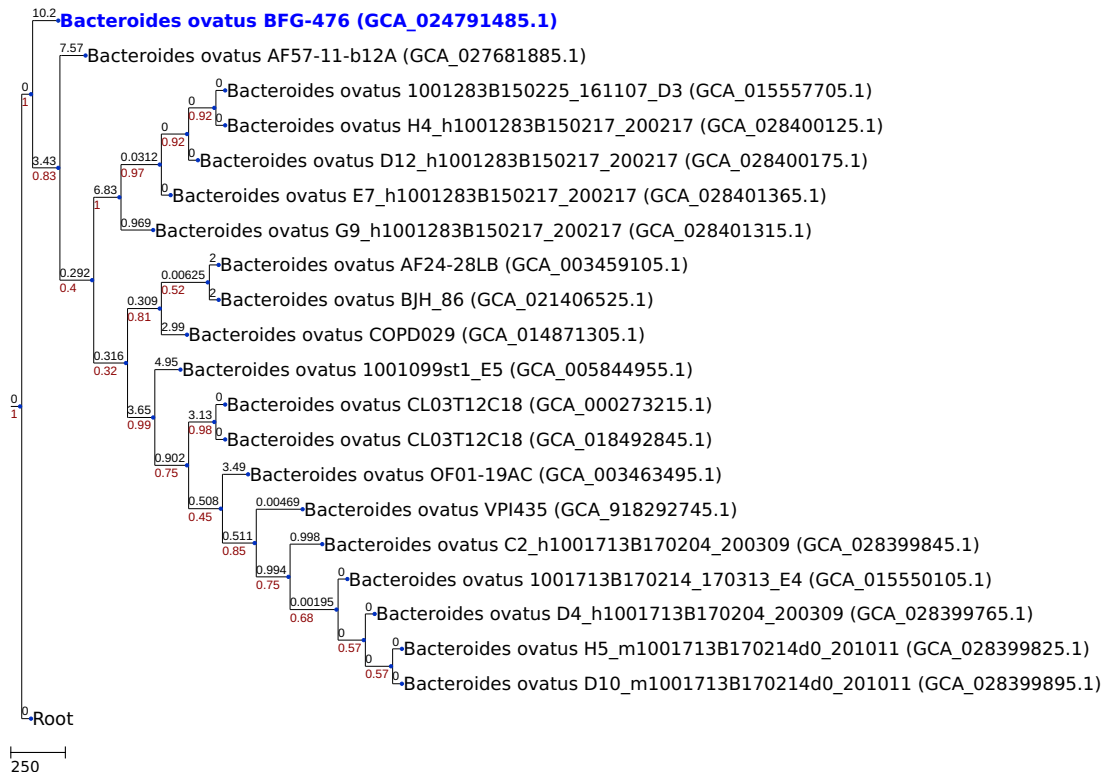 10.2 Bacteroides ovatus BFG-476 (GCA_024791485.1)
7.57 Bacteroides ovatus AF57-11-b12A (GCA_027681885.1)
0 Bacteroides ovatus 1001283B150225_161107_D3 (GCA_015557705.1)
0
1
0
0.92
0 Bacteroides ovatus H4_h1001283B150217_200217 (GCA_028400125.1)
0
0.92
0 Bacteroides ovatus D12_h1001283B150217_200217 (GCA_028400175.1)
3.43
0.83
0.0312
0.97
0 Bacteroides ovatus E7_h1001283B150217_200217 (GCA_028401365.1)
6.83
1
0.969 Bacteroides ovatus G9_h1001283B150217_200217 (GCA_028401315.1)
2 Bacteroides ovatus AF24-28LB (GCA_003459105.1)
0.292
0.4
0.00625
0.52
2 Bacteroides ovatus BJH_86 (GCA_021406525.1)
0.309
0.81
2.99 Bacteroides ovatus COPD029 (GCA_014871305.1)
0.316
0.32
4.95 Bacteroides ovatus 1001099st1_E5 (GCA_005844955.1)
0 Bacteroides ovatus CL03T12C18 (GCA_000273215.1)
0
1
3.65
0.99
3.13
0.98
0 Bacteroides ovatus CL03T12C18 (GCA_018492845.1)
0.902
0.75
3.49 Bacteroides ovatus OF01-19AC (GCA_003463495.1)
0.508
0.45
0.00469 Bacteroides ovatus VPI435 (GCA_918292745.1)
0.511
0.85
0.998 Bacteroides ovatus C2_h1001713B170204_200309 (GCA_028399845.1)
0.994
0.75
0 Bacteroides ovatus 1001713B170214_170313_E4 (GCA_015550105.1)
0.00195
0.68
0 Bacteroides ovatus D4_h1001713B170204_200309 (GCA_028399765.1)
0
0.57
0 Bacteroides ovatus H5_m1001713B170214d0_201011 (GCA_028399825.1)
0
0.57
0 Bacteroides ovatus D10_m1001713B170214d0_201011 (GCA_028399895.1)
0 Root
250